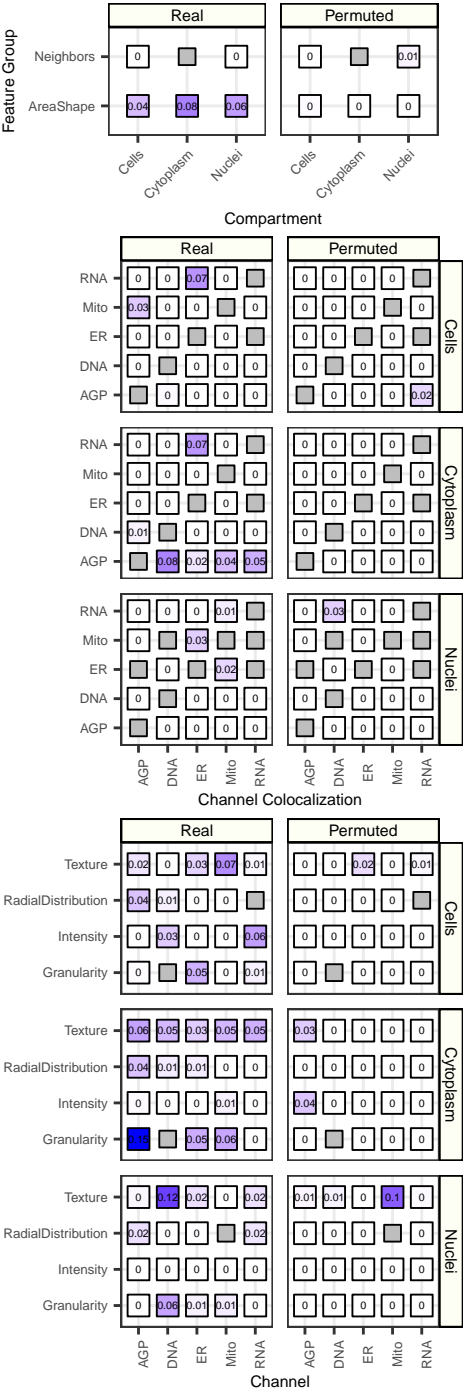 Feature Group
Real Permuted
Neighbors 0 0 0 0.01
AreaShape 0.04 0.08 0.06 0 0 0
Cells Cytoplasm Nuclei Cells Cytoplasm Nuclei
Compartment
Real Permuted
RNA 0 0 0.07 0 0 0 0 0
Mito 0.03 0 0 0 0 0 0 0
ER 0 0 0 0 0 0
DNA 0 0 0 0 0 0 0 0
AGP 0 0 0 0 0 0 0 0.02
Cells
RNA 0 0 0.07 0 0 0 0 0
Mito 0 0 0 0 0 0 0 0
ER 0 0 0 0 0 0
DNA 0.01 0 0 0 0 0 0 0
AGP 0.08 0.02 0.04 0.05 0 0 0 0
Cytoplasm
RNA 0 0 0 0.01 0 0.03 0 0
Mito 0 0.03 0 0
ER 0 0.02 0 0
DNA 0 0 0 0 0 0 0 0
AGP 0 0 0 0 0 0 0 0
Nuclei
AGP DNA ER Mito RNA AGP DNA ER Mito RNA
Channel Colocalization
Real Permuted
Texture 0.02 0 0.03 0.07 0.01 0 0 0.02 0 0.01
RadialDistribution 0.04 0.01 0 0 0 0 0 0
Intensity 0 0.03 0 0 0.06 0 0 0 0 0
Granularity 0 0.05 0 0.01 0 0 0 0
Cells
Texture 0.06 0.05 0.03 0.05 0.05 0.03 0 0 0 0
RadialDistribution 0.04 0.01 0.01 0 0 0 0 0 0 0
Intensity 0 0 0 0.01 0 0.04 0 0 0 0
Granularity 0.15 0.05 0.06 0 0 0 0 0
Cytoplasm
Texture 0 0.12 0.02 0 0.02 0.01 0.01 0 0.1 0
RadialDistribution 0.02 0 0 0.02 0 0 0 0
Intensity 0 0 0 0 0 0 0 0 0 0
Granularity 0 0.06 0.01 0.01 0 0 0 0 0 0
Nuclei
AGP DNA ER Mito RNA AGP DNA ER Mito RNA
Channel